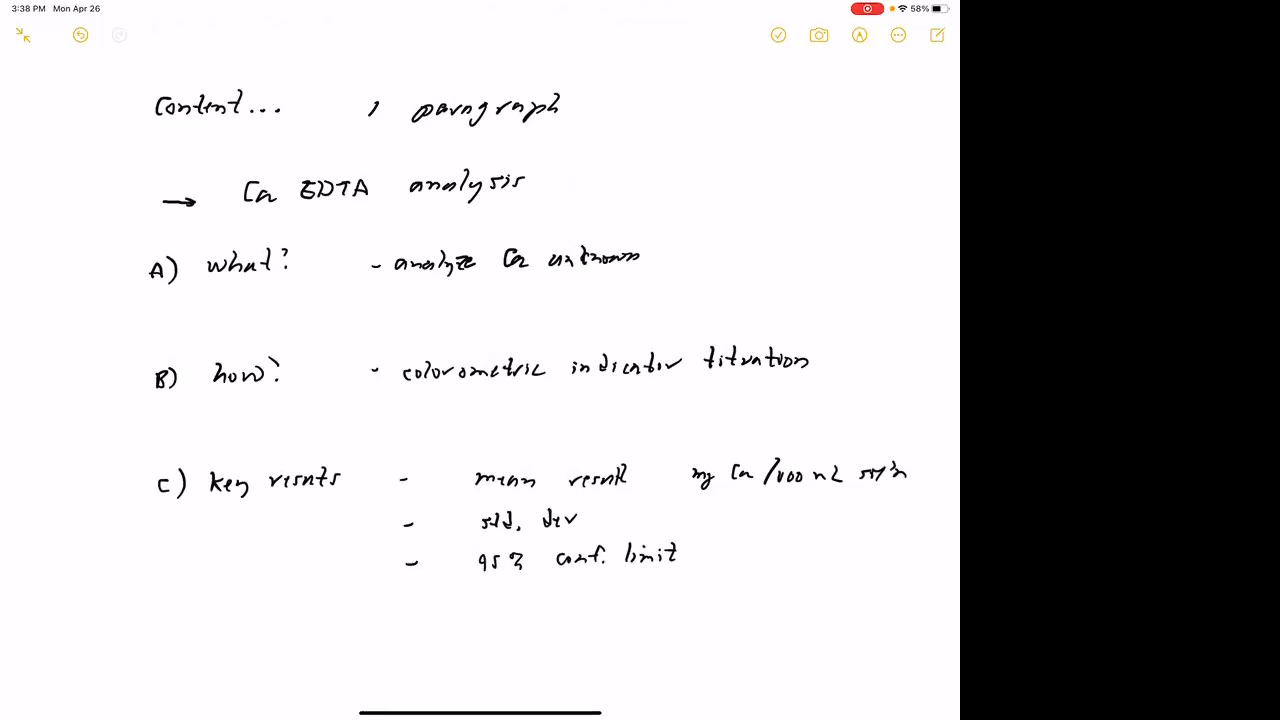 3:38 PM Mon Apr 26 58%
Content... 1 paragraph
→ Ca EDTA analysis
A) what? - analyze Ca unknown
B) how? - colorometric indicator titration
C) key results - mean result mg Ca / 100 mL
- std. dev
- 95% conf. limit